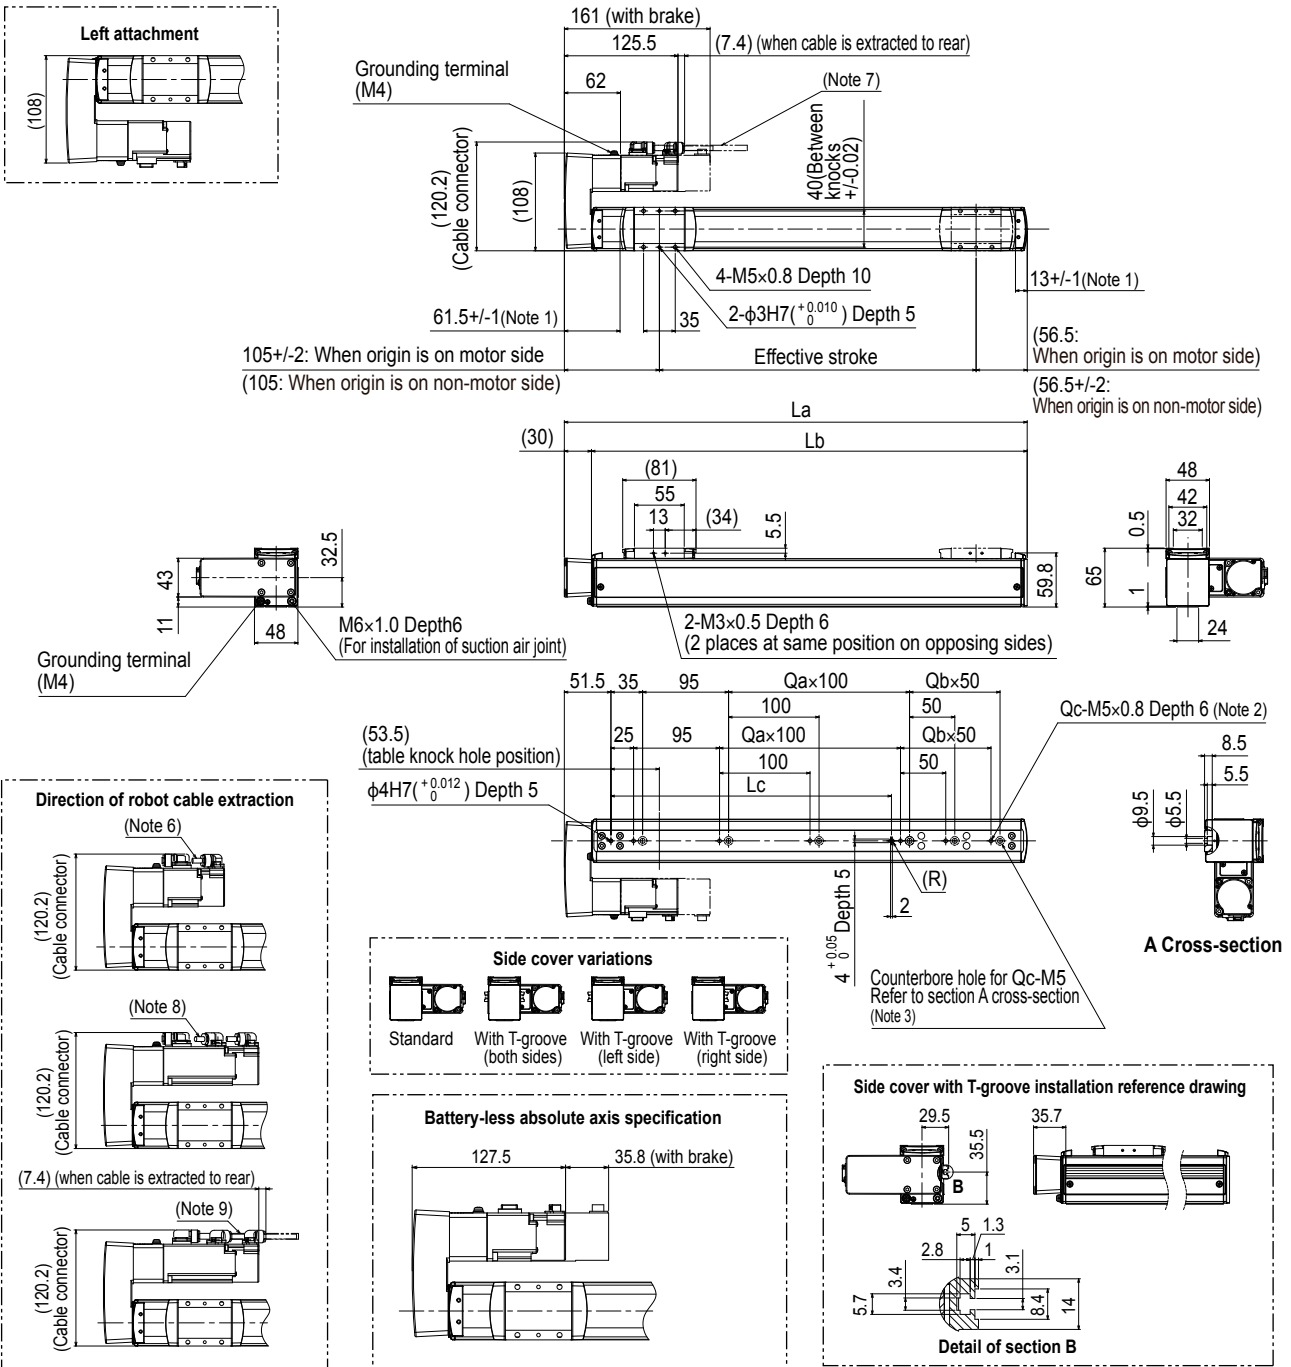 Left attachment
(108)
161 (with brake)
125.5
(7.4) (when cable is extracted to rear)
Grounding terminal
(M4)
62
(Note 7)
(120.2)
(Cable connector)
(108)
40(Between
knocks
+/-0.02)
4-M5×0.8 Depth 10
13+/-1(Note 1)
2-ϕ3H7(+0.010 0) Depth 5
61.5+/-1(Note 1)
35
105+/-2: When origin is on motor side
(105: When origin is on non-motor side)
Effective stroke
(56.5:
When origin is on motor side)
(56.5+/-2:
When origin is on non-motor side)
La
(30)
Lb
(81)
55
13
(34)
5.5
59.8
48
42
32
0.5
65
1
24
32.5
43
11
48
M6×1.0 Depth6
(For installation of suction air joint)
Grounding terminal
(M4)
2-M3×0.5 Depth 6
(2 places at same position on opposing sides)
51.5
35
95
Qa×100
Qb×50
100
50
Qc-M5×0.8 Depth 6 (Note 2)
(53.5)
(table knock hole position)
25
95
Qa×100
Qb×50
100
50
Lc
ϕ4H7(+0.012 0) Depth 5
8.5
5.5
ϕ9.5
ϕ5.5
(R)
2
4 +0.05 0 Depth 5
A Cross-section
Counterbore hole for Qc-M5
Refer to section A cross-section
(Note 3)
Direction of robot cable extraction
(Note 6)
(120.2)
(Cable connector)
(Note 8)
(120.2)
(Cable connector)
(7.4) (when cable is extracted to rear)
(Note 9)
(120.2)
(Cable connector)
Side cover variations
Standard
With T-groove
(both sides)
With T-groove
(left side)
With T-groove
(right side)
Battery-less absolute axis specification
127.5
35.8 (with brake)
Side cover with T-groove installation reference drawing
29.5
35.5
35.7
B
5
1.3
2.8
1
3.4
3.1
5.7
8.4
14
Detail of section B